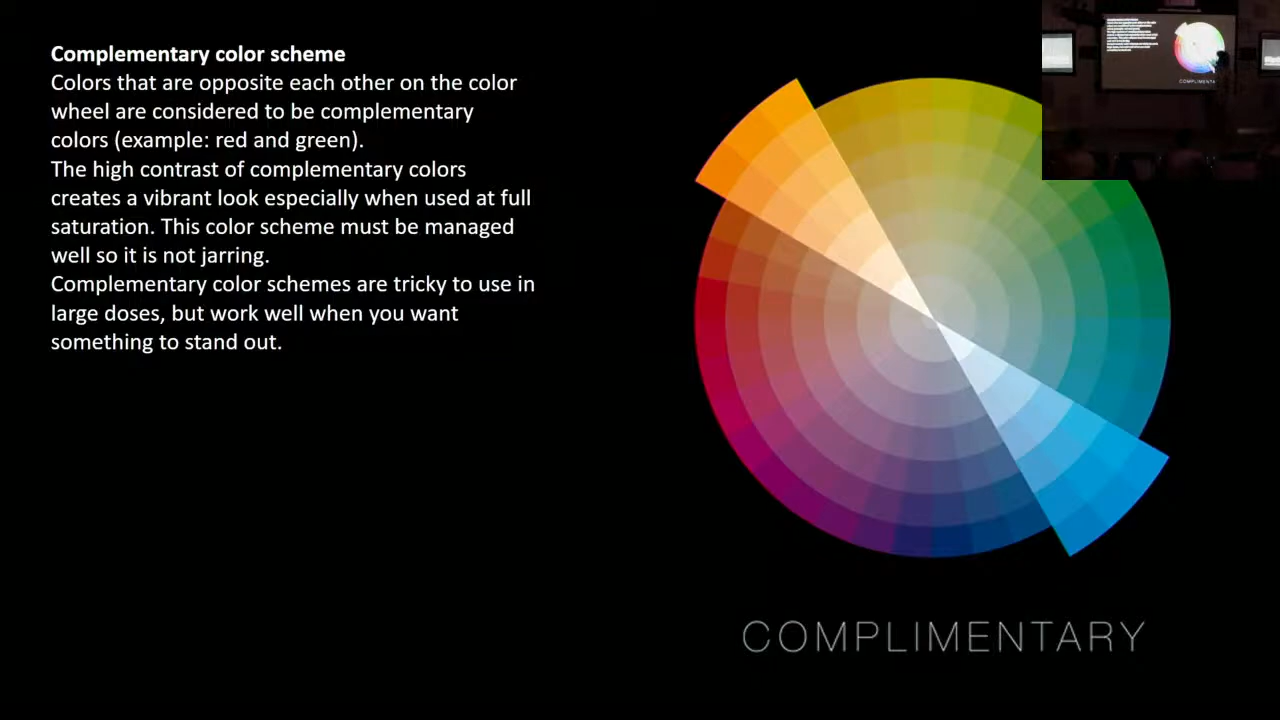 Complementary color scheme
Colors that are opposite each other on the color
wheel are considered to be complementary
colors (example: red and green).
The high contrast of complementary colors
creates a vibrant look especially when used at full
saturation. This color scheme must be managed
well so it is not jarring.
Complementary color schemes are tricky to use in
large doses, but work well when you want
something to stand out.
COMPLIMENTARY